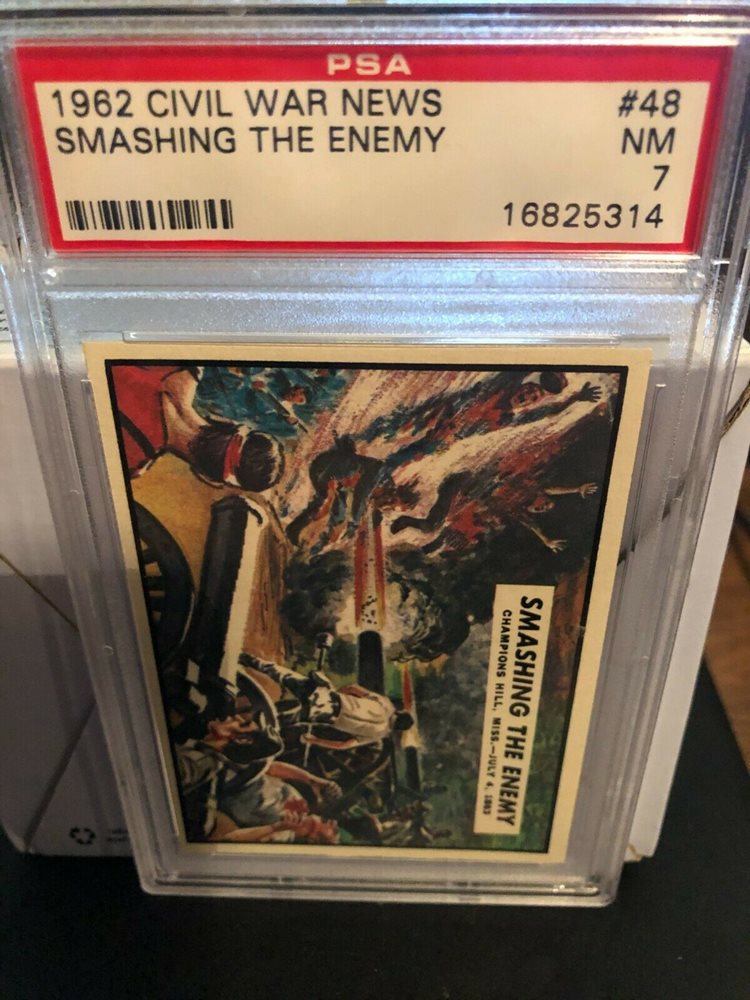 PSA
1962 CIVIL WAR NEWS #48
SMASHING THE ENEMY NM
7
16825314
SMASHING THE ENEMY
CHAMPIONS HILL, MISS.—JULY 4, 1863